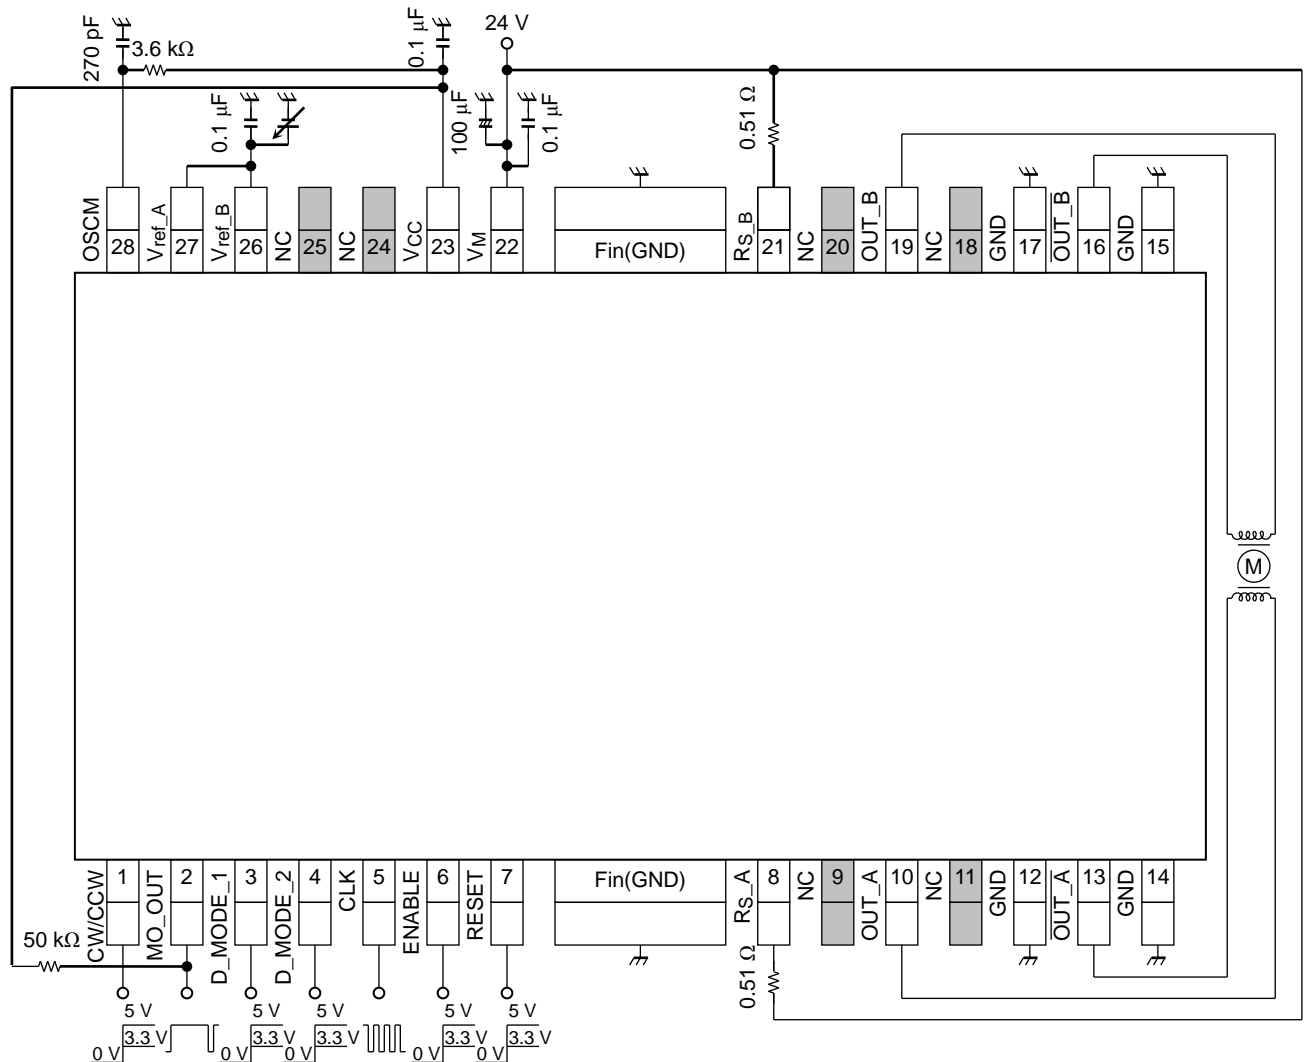 24 V
270 pF
3.6 kΩ
0.1 µF
0.1 µF
100 µF
0.1 µF
0.51 Ω
OSCM
Vref_A
Vref_B
NC
NC
VCC
VM
RS_B
NC
OUT_B
NC
GND
OUT_B
GND
28
27
26
25
24
23
22
Fin(GND)
21
20
19
18
17
16
15
M
CW/CCW
1
MO_OUT
2
D_MODE_1
3
D_MODE_2
4
CLK
5
ENABLE
6
RESET
7
Fin(GND)
RS_A
8
NC
9
OUT_A
10
NC
11
GND
12
OUT_A
13
GND
14
50 kΩ
0.51 Ω
5 V
5 V
5 V
5 V
5 V
3.3 V
3.3 V
3.3 V
3.3 V
3.3 V
0 V
0 V
0 V
0 V
0 V